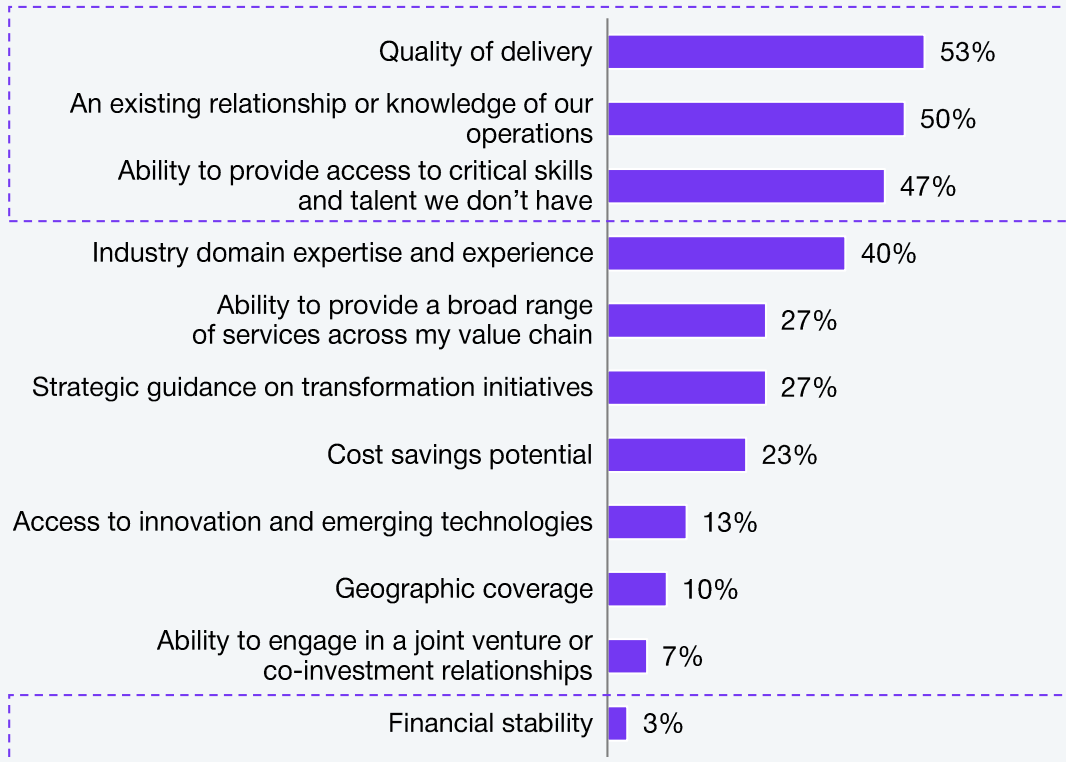 Quality of delivery 53%
An existing relationship or knowledge of our
operations 50%
Ability to provide access to critical skills
and talent we don’t have 47%
Industry domain expertise and experience 40%
Ability to provide a broad range
of services across my value chain 27%
Strategic guidance on transformation initiatives 27%
Cost savings potential 23%
Access to innovation and emerging technologies 13%
Geographic coverage 10%
Ability to engage in a joint venture or
co-investment relationships 7%
Financial stability 3%